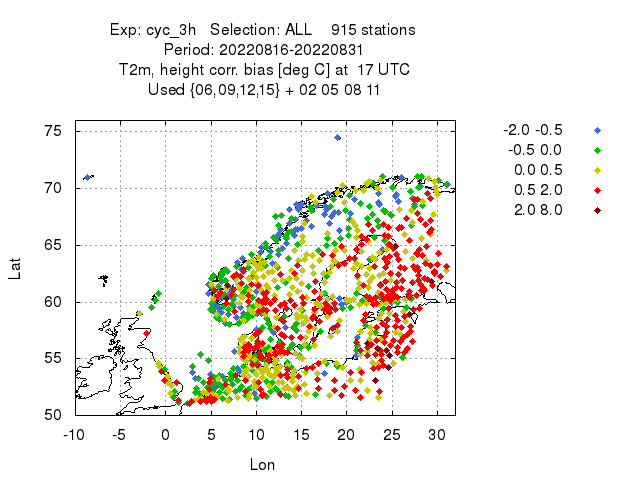 Exp: cyc_3h   Selection: ALL    915 stations
Period: 20220816-20220831
T2m, height corr. bias [deg C] at  17 UTC
Used {06,09,12,15} + 02 05 08 11
-2.0 -0.5
-0.5 0.0
0.0 0.5
0.5 2.0
2.0 8.0
75
70
65
60
55
50
Lat
-10 -5 0 5 10 15 20 25 30
Lon